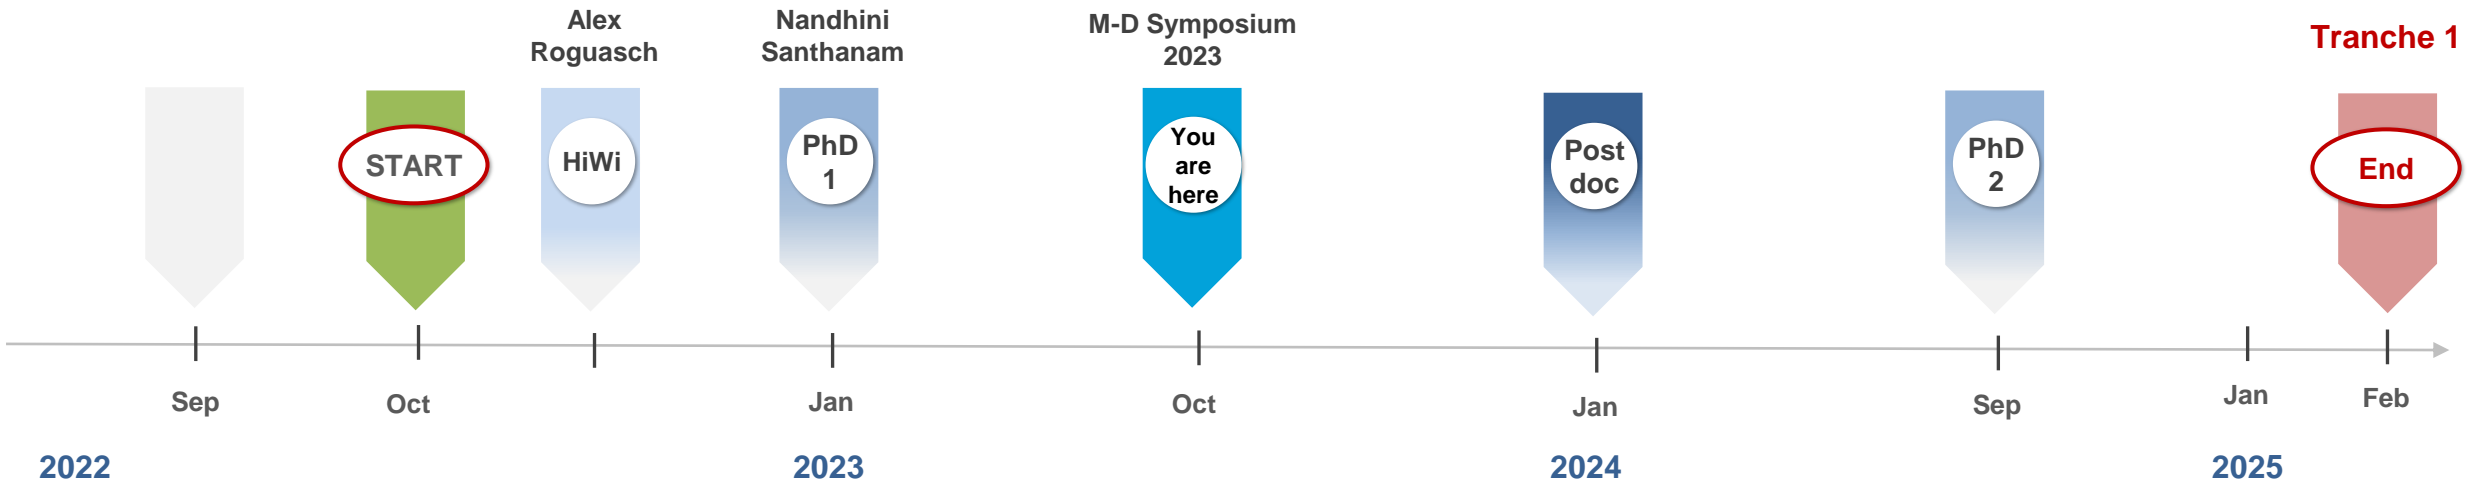 Alex
Roguasch
Nandhini
Santhanam
M-D Symposium
2023
Tranche 1
START
HiWi
PhD
1
You
are
here
Post
doc
PhD
2
End
Sep
Oct
Jan
Oct
Jan
Sep
Jan
Feb
2022
2023
2024
2025